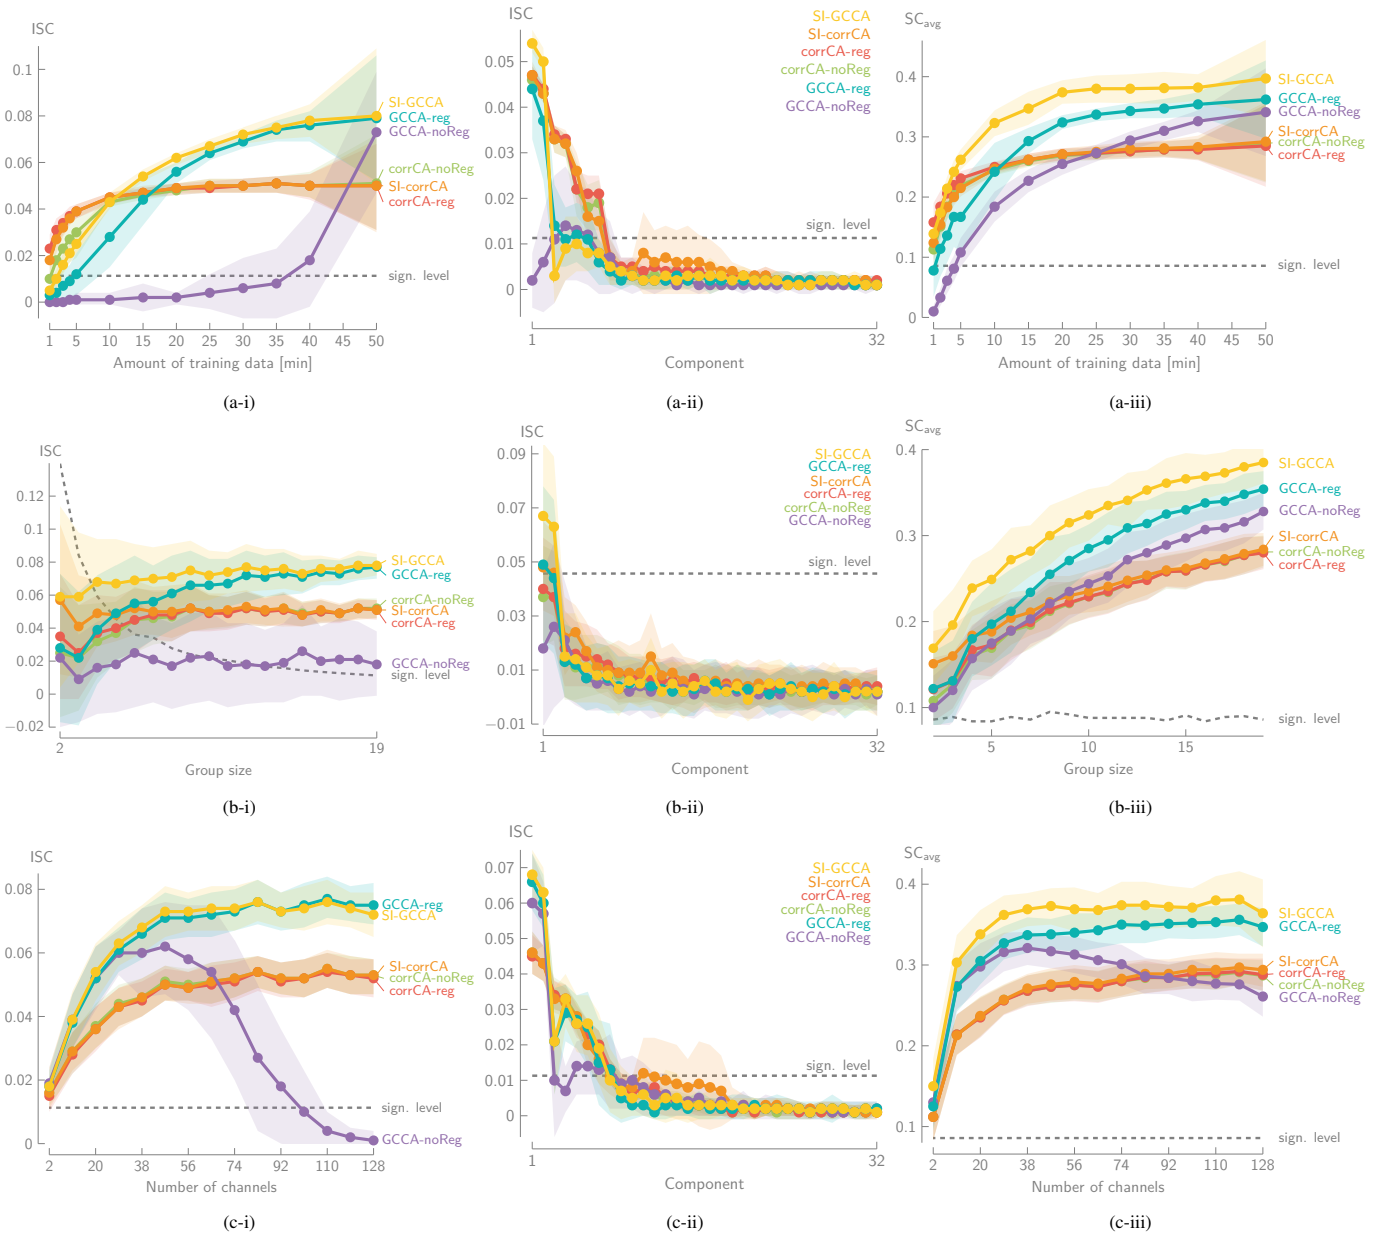 ISC
0.1
0.08
0.06
0.04
0.02
0
SI-GCCA
GCCA-reg
GCCA-noReg
corrCA-noReg
SI-corrCA
corrCA-reg
sign. level
1 5 10 15 20 25 30 35 40 45 50
Amount of training data [min]
(a-i)
ISC
0.05
0.04
0.03
0.02
0.01
0
SI-GCCA
SI-corrCA
corrCA-reg
corrCA-noReg
GCCA-reg
GCCA-noReg
sign. level
1 32
Component
(a-ii)
SCavg
0.4
0.3
0.2
0.1
0
SI-GCCA
GCCA-reg
GCCA-noReg
SI-corrCA
corrCA-noReg
corrCA-reg
sign. level
1 5 10 15 20 25 30 35 40 45 50
Amount of training data [min]
(a-iii)
ISC
0.12
0.1
0.08
0.06
0.04
0.02
0
−0.02
SI-GCCA
GCCA-reg
corrCA-noReg
SI-corrCA
corrCA-reg
GCCA-noReg
sign. level
2 19
Group size
(b-i)
ISC
0.09
0.07
0.05
0.03
0.01
−0.01
SI-GCCA
GCCA-reg
SI-corrCA
corrCA-reg
corrCA-noReg
GCCA-noReg
sign. level
1 32
Component
(b-ii)
SCavg
0.4
0.3
0.2
0.1
SI-GCCA
GCCA-reg
GCCA-noReg
SI-corrCA
corrCA-noReg
corrCA-reg
sign. level
5 10 15
Group size
(b-iii)
ISC
0.08
0.06
0.04
0.02
0
GCCA-reg
SI-GCCA
SI-corrCA
corrCA-noReg
corrCA-reg
sign. level
GCCA-noReg
2 20 38 56 74 92 110 128
Number of channels
(c-i)
ISC
0.07
0.06
0.05
0.04
0.03
0.02
0.01
0
SI-GCCA
SI-corrCA
corrCA-reg
corrCA-noReg
GCCA-reg
GCCA-noReg
sign. level
1 32
Component
(c-ii)
SCavg
0.4
0.3
0.2
0.1
SI-GCCA
GCCA-reg
SI-corrCA
corrCA-reg
corrCA-noReg
GCCA-noReg
sign. level
2 20 38 56 74 92 110 128
Number of channels
(c-iii)